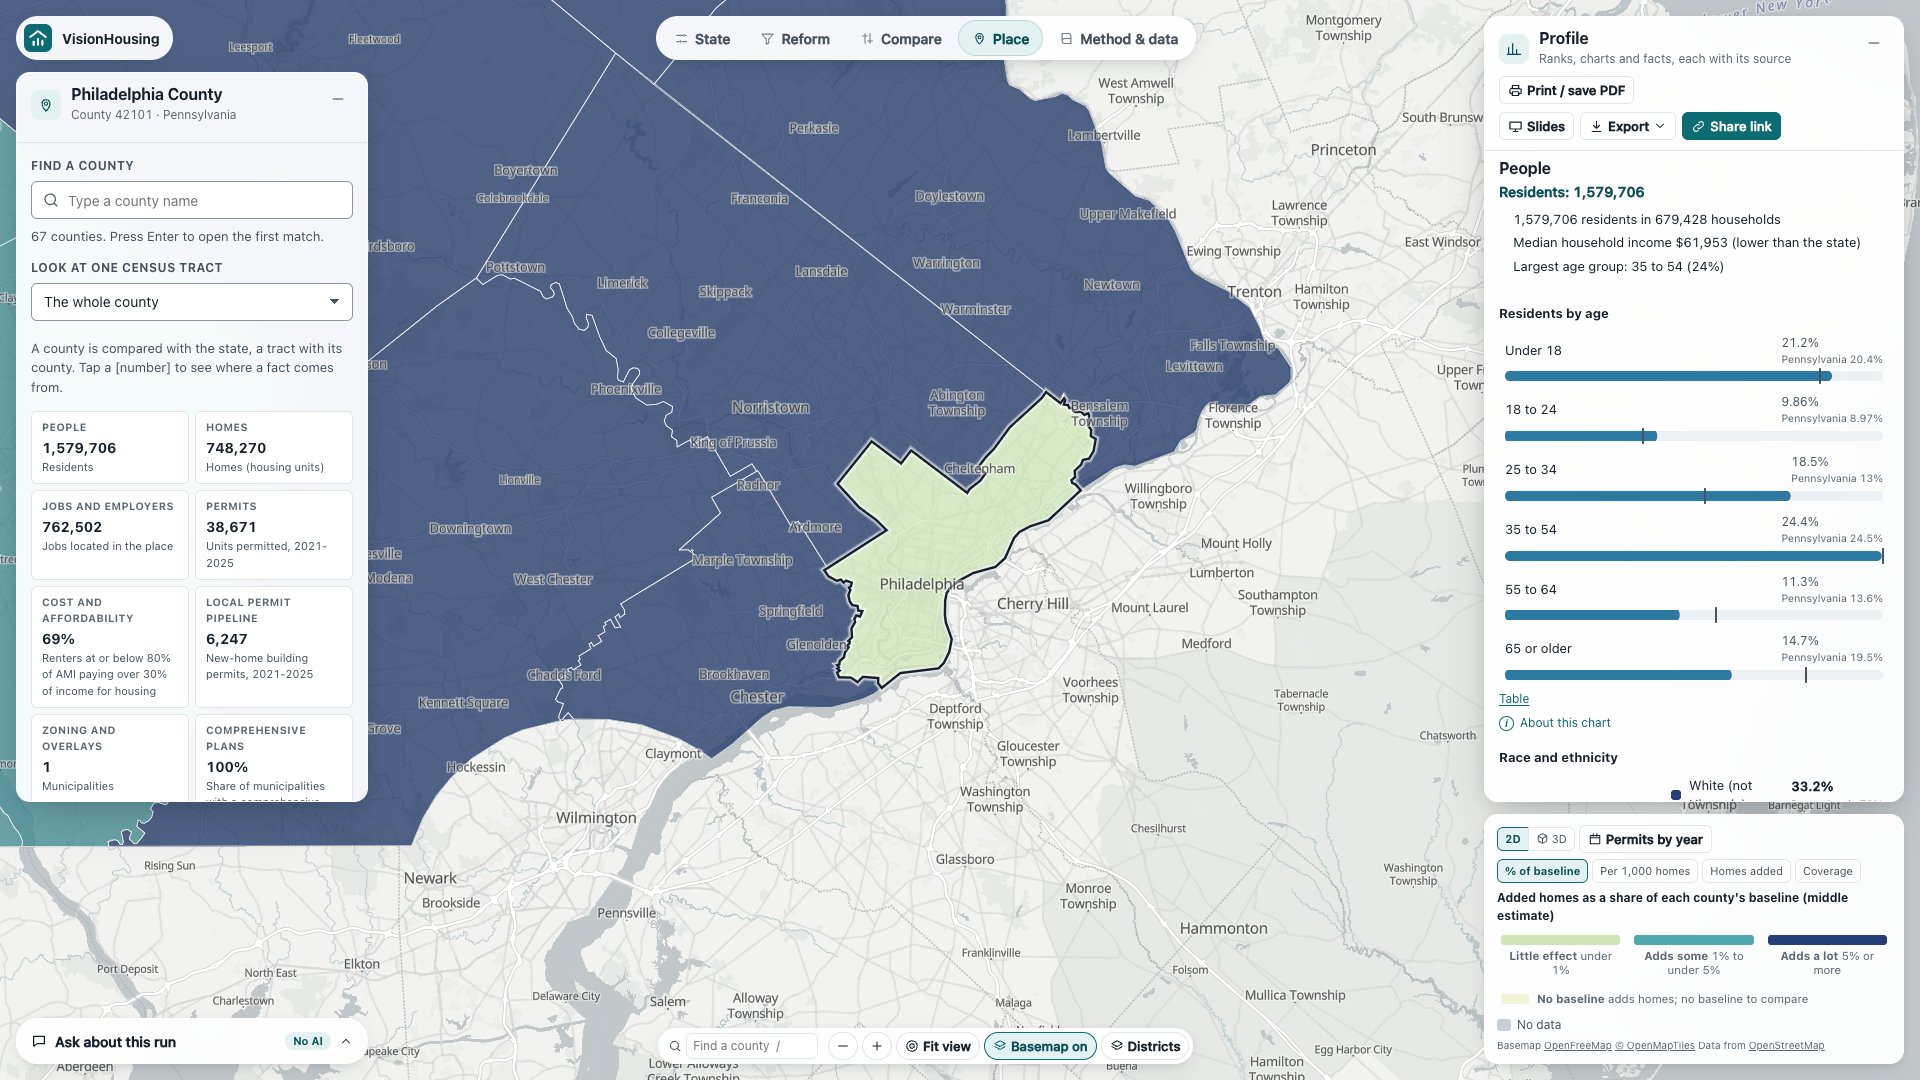 VisionHousing
State
Reform
Compare
Place
Method & data
Philadelphia County
County 42101 · Pennsylvania
FIND A COUNTY
Type a county name
67 counties. Press Enter to open the first match.
LOOK AT ONE CENSUS TRACT
The whole county
A county is compared with the state, a tract with its
county. Tap a [number] to see where a fact comes
from.
PEOPLE
1,579,706
Residents
HOMES
748,270
Homes (housing units)
JOBS AND EMPLOYERS
762,502
Jobs located in the place
PERMITS
38,671
Units permitted, 2021-
2025
COST AND
AFFORDABILITY
69%
Renters at or below 80%
of AMI paying over 30%
of income for housing
LOCAL PERMIT
PIPELINE
6,247
New-home building
permits, 2021-2025
ZONING AND
OVERLAYS
1
Municipalities
COMPREHENSIVE
PLANS
100%
Share of municipalities
Ask about this run
No AI
Leesport
Fleetwood
Perkasie
Boyertown
Colebrookdale
Franconia
Doylestown
Upper Makefield
Pottstown
Limerick
Lansdale
Warrington
Newtown
Skippack
Warminster
Collegeville
Falls Township
Levittown
Phoenixville
Norristown
Abington
Township
Bensalem
Township
King of Prussia
Cheltenham
Lionville
Radnor
Ardmore
Downingtown
Marple Township
Modena
West Chester
Philadelphia
Springfield
Glenolden
Chadds Ford
Brookhaven
Chester
Kennett Square
Claymont
Hockessin
Wilmington
Rising Sun
Newark
Brookside
Pennsville
Port Deposit
North East
Elkton
Charlestown
Delaware City
Salem
Alloway
Township
Aberdeen
Montgomery
Township
West Amwell
Township
Lambertville
South Brunsw
Princeton
Lawrence
Township
Ewing Township
East Windsor
Trenton
Hamilton
Township
Florence
Township
Willingboro
Township
Mount Holly
Lumberton
Cherry Hill
Mount Laurel
Southampton
Township
Medford
Voorhees
Township
Tabernacle
Township
Deptford
Township
Gloucester
Township
Chatsworth
Washington
Township
Barnegat Light
Chesilhurst
Glassboro
Monroe
Township
Washington
Township
Hammonton
Franklinville
Folsom
Malaga
Mullica Township
Egg Harbor City
Hamilton
Township
Buena
Find a county /
Fit view
Basemap on
Districts
Profile
Ranks, charts and facts, each with its source
Print / save PDF
Slides
Export
Share link
People
Residents: 1,579,706
1,579,706 residents in 679,428 households
Median household income $61,953 (lower than the state)
Largest age group: 35 to 54 (24%)
Residents by age
Under 18
21.2%
Pennsylvania 20.4%
18 to 24
9.86%
Pennsylvania 8.97%
25 to 34
18.5%
Pennsylvania 13%
35 to 54
24.4%
Pennsylvania 24.5%
55 to 64
11.3%
Pennsylvania 13.6%
65 or older
14.7%
Pennsylvania 19.5%
Table
About this chart
Race and ethnicity
White (not
33.2%
2D
3D
Permits by year
% of baseline
Per 1,000 homes
Homes added
Coverage
Added homes as a share of each county's baseline (middle
estimate)
Little effect under
1%
Adds some 1% to
under 5%
Adds a lot 5% or
more
No baseline adds homes; no baseline to compare
No data
Basemap OpenFreeMap © OpenMapTiles Data from OpenStreetMap